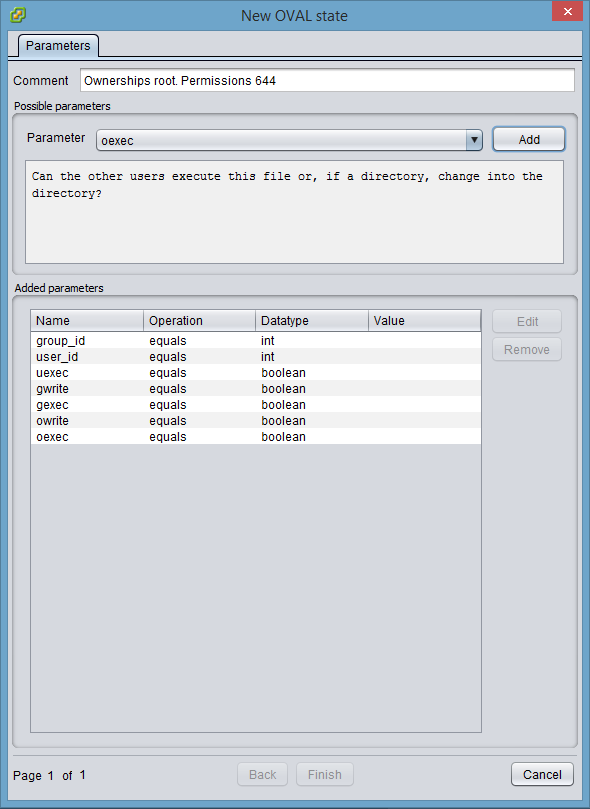 New OVAL state
Parameters
Comment Ownerships root. Permissions 644
Possible parameters
Parameter oexec Add
Can the other users execute this file or, if a directory, change into the
directory?
Added parameters
Name Operation Datatype Value Edit
group_id equals int
user_id equals int Remove
uexec equals boolean
gwrite equals boolean
gexec equals boolean
owrite equals boolean
oexec equals boolean
Page 1 of 1 Back Finish Cancel